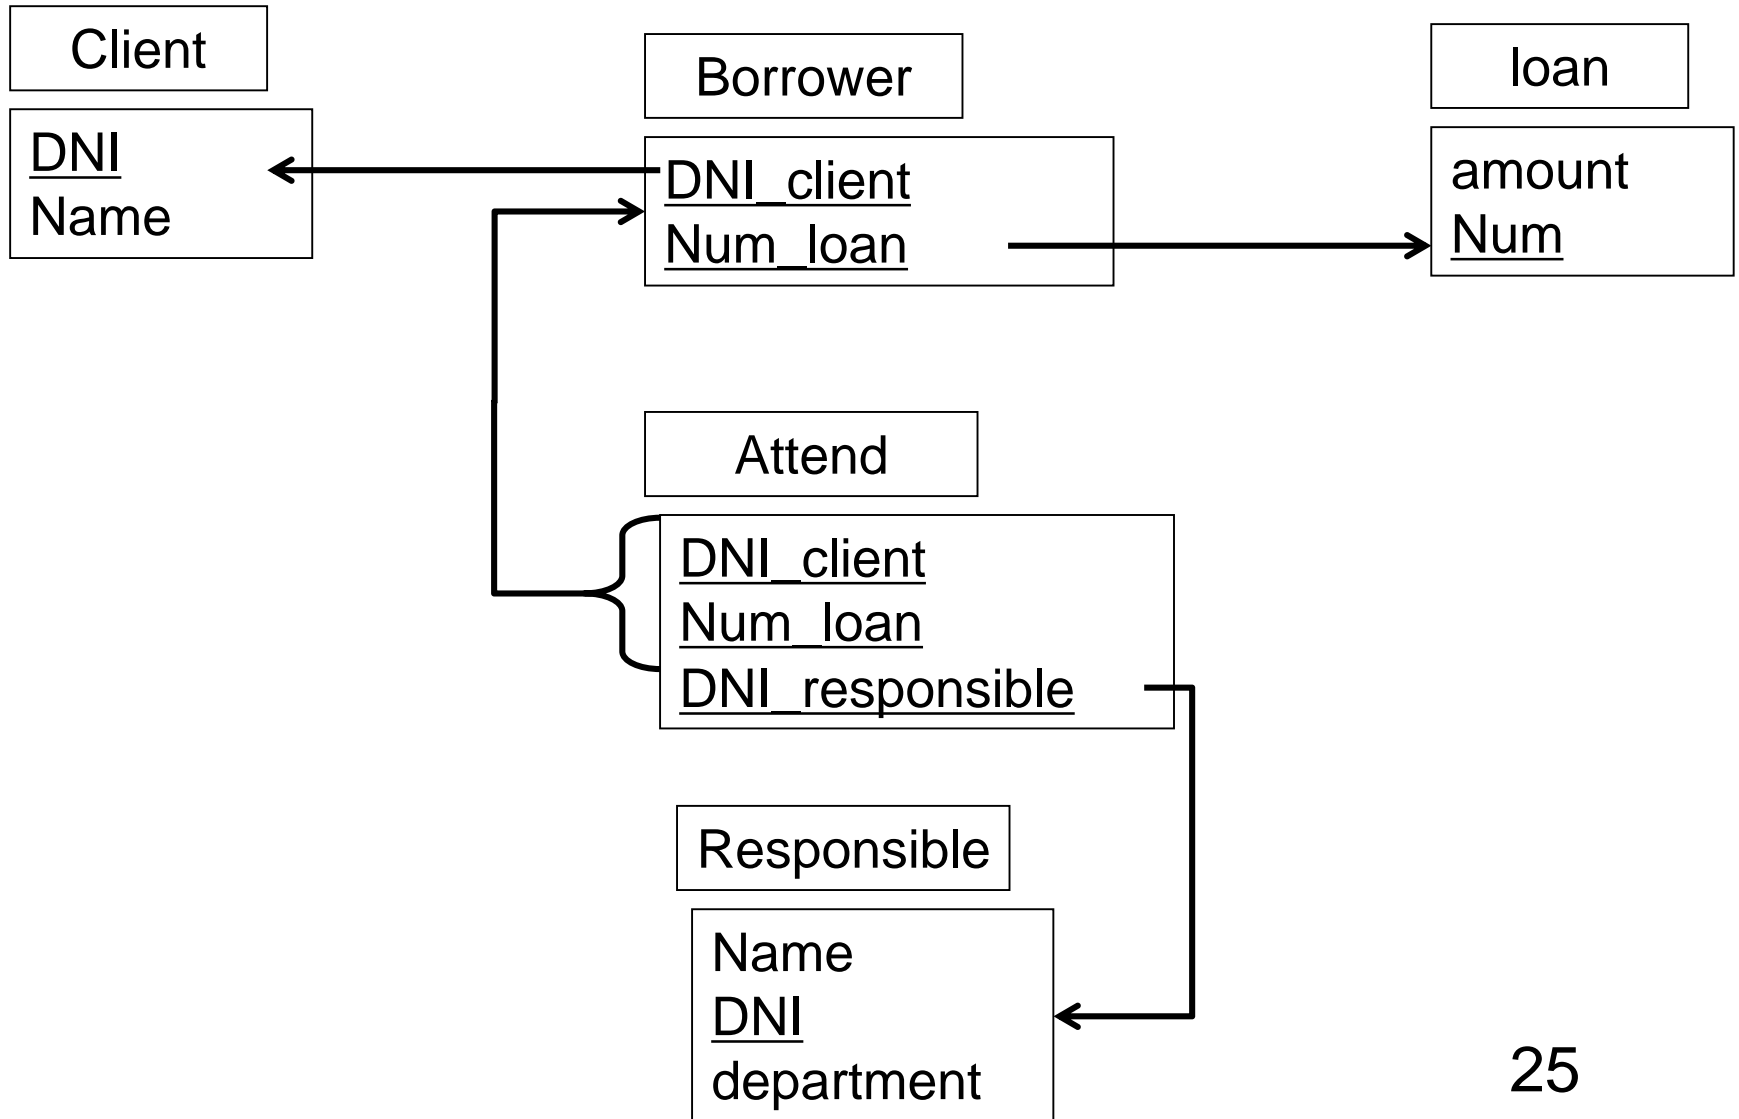 Client
DNI
Name
Borrower
DNI_client
Num_loan
loan
amount
Num
Attend
DNI_client
Num_loan
DNI_responsible
Responsible
Name
DNI
department
25